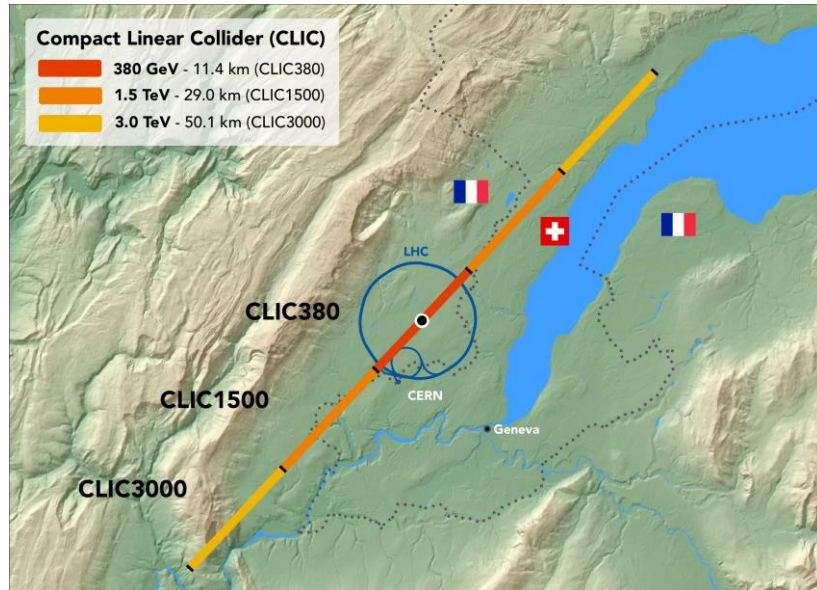 Compact Linear Collider (CLIC)
380 GeV - 11.4 km (CLIC380)
1.5 TeV - 29.0 km (CLIC1500)
3.0 TeV - 50.1 km (CLIC3000)
LHC
CLIC380
CLIC1500
CERN
Geneva
CLIC3000